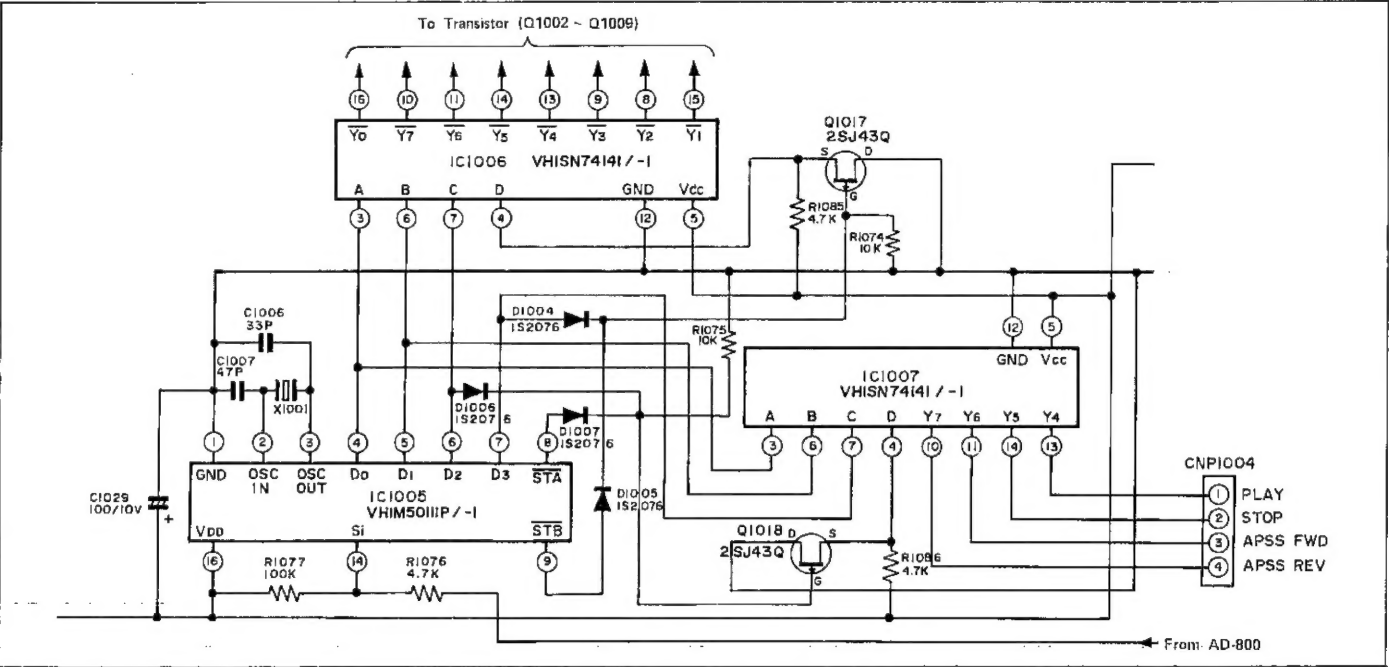 To Transistor (Q1002 ~ Q1009)
16 10 11 14 13 9 8 15
Y0 Y7 Y6 Y5 Y4 Y3 Y2 Y1
IC1006 VHISN74141/-1
A B C D GND Vcc
3 6 7 4 12 5
Q1017
2SJ43Q
S D
G
R1085
4.7K
R1074
10K
C1006
33P
C1007
47P
X1001
D1004
1S2076
R1075
10K
D1006
1S2076
D1007
1S2076
12 5
GND Vcc
IC1007
VHISN74141/-1
A B C D Y7 Y6 Y5 Y4
3 6 7 4 10 11 14 13
1 2 3 4 5 6 7 8
GND OSC IN OSC OUT D0 D1 D2 D3 STA
IC1005
VHIM50111P/-1
VDD Si STB
16 14 9
C1029
100/10V
+
R1077
100K
R1076
4.7K
D1005
1S2076
Q1018
2SJ43Q
D S
G
R1086
4.7K
CNP1004
1 PLAY
2 STOP
3 APSS FWD
4 APSS REV
From AD-800